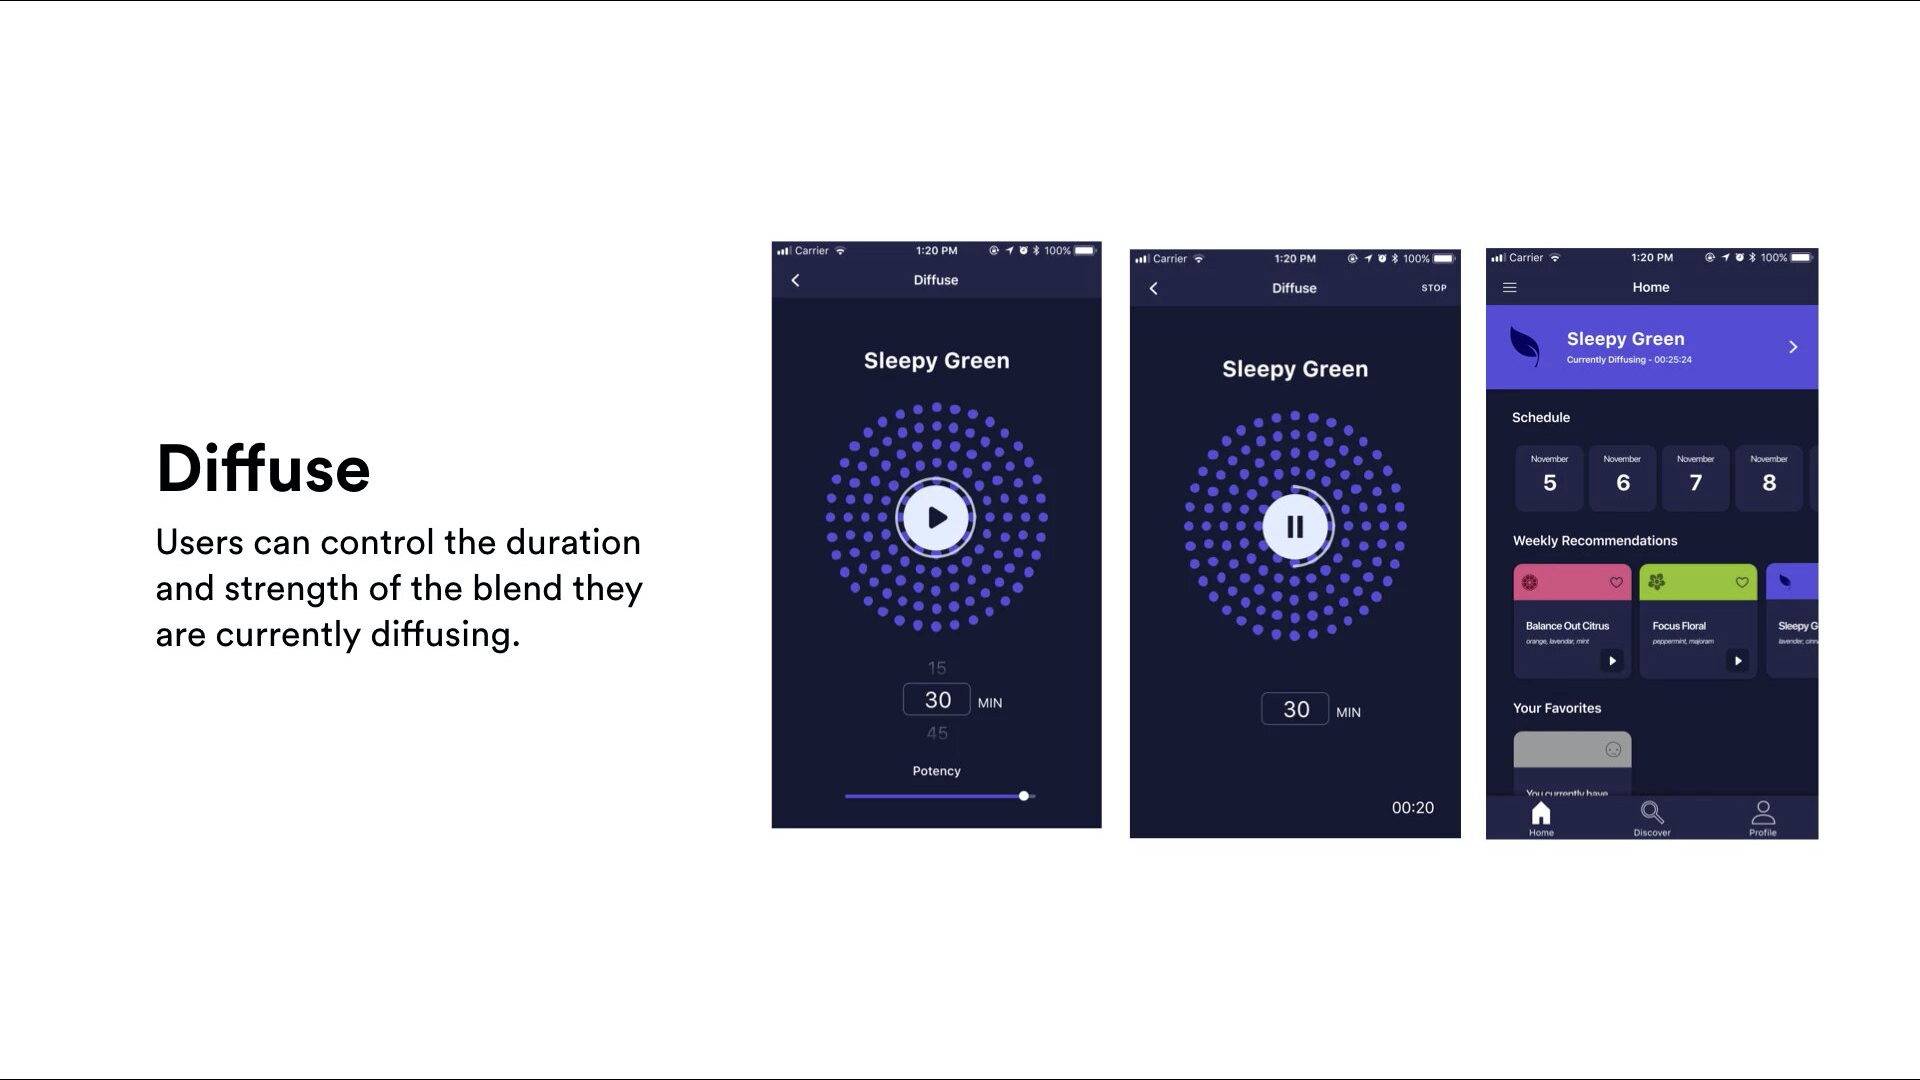 Diffuse
Users can control the duration
and strength of the blend they
are currently diffusing.
Carrier 1:20 PM 100%
Diffuse
Sleepy Green
15
30 MIN
45
Potency
Carrier 1:20 PM 100%
Diffuse STOP
Sleepy Green
30 MIN
00:20
Carrier 1:20 PM 100%
Home
Sleepy Green
Currently Diffusing - 00:25:24
Schedule
November November November November
5 6 7 8
Weekly Recommendations
Balance Out Citrus Focus Floral Sleepy G
orange, lavendar, mint peppermint, majoram lavender, cinn
Your Favorites
You currently have
Home Discover Profile